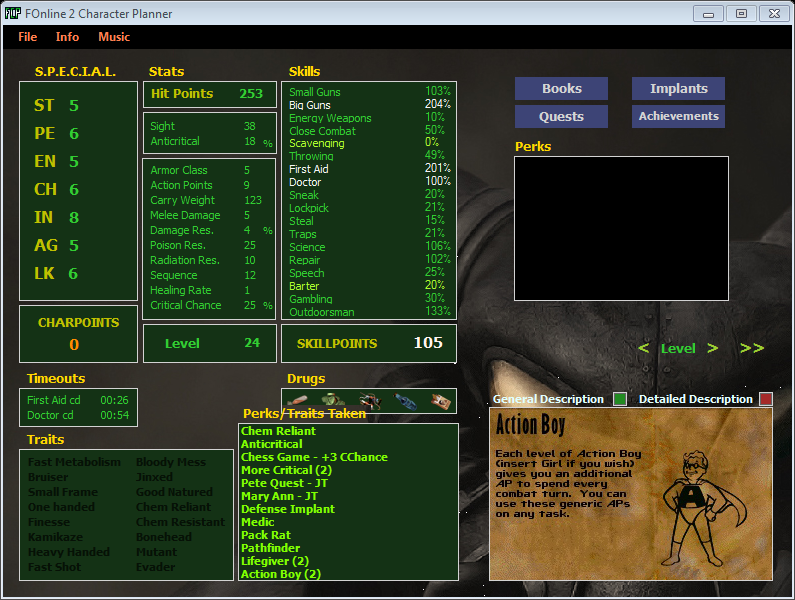 FOnline 2 Character Planner
File Info Music
S.P.E.C.I.A.L.
ST 5
PE 6
EN 5
CH 6
IN 8
AG 5
LK 6
CHARPOINTS
0
Stats
Hit Points 253
Sight 38
Anticritical 18 %
Armor Class 5
Action Points 9
Carry Weight 123
Melee Damage 5
Damage Res. 4 %
Poison Res. 25
Radiation Res. 10
Sequence 12
Healing Rate 1
Critical Chance 25 %
Level 24
Skills
Small Guns 103%
Big Guns 204%
Energy Weapons 10%
Close Combat 50%
Scavenging 0%
Throwing 49%
First Aid 201%
Doctor 100%
Sneak 20%
Lockpick 21%
Steal 15%
Traps 21%
Science 106%
Repair 102%
Speech 25%
Barter 20%
Gambling 30%
Outdoorsman 133%
SKILLPOINTS 105
Books Implants
Quests Achievements
Perks
< Level > >>
Timeouts
First Aid cd 00:26
Doctor cd 00:54
Drugs
Traits
Fast Metabolism Bloody Mess
Bruiser Jinxed
Small Frame Good Natured
One handed Chem Reliant
Finesse Chem Resistant
Kamikaze Bonehead
Heavy Handed Mutant
Fast Shot Evader
Perks/Traits Taken
Chem Reliant
Anticritical
Chess Game - +3 CChance
More Critical (2)
Pete Quest - JT
Mary Ann - JT
Defense Implant
Medic
Pack Rat
Pathfinder
Lifegiver (2)
Action Boy (2)
General Description Detailed Description
Action Boy
Each level of Action Boy
(insert Girl if you wish)
gives you an additional
AP to spend every
combat turn. You can
use these generic APs
on any task.
A